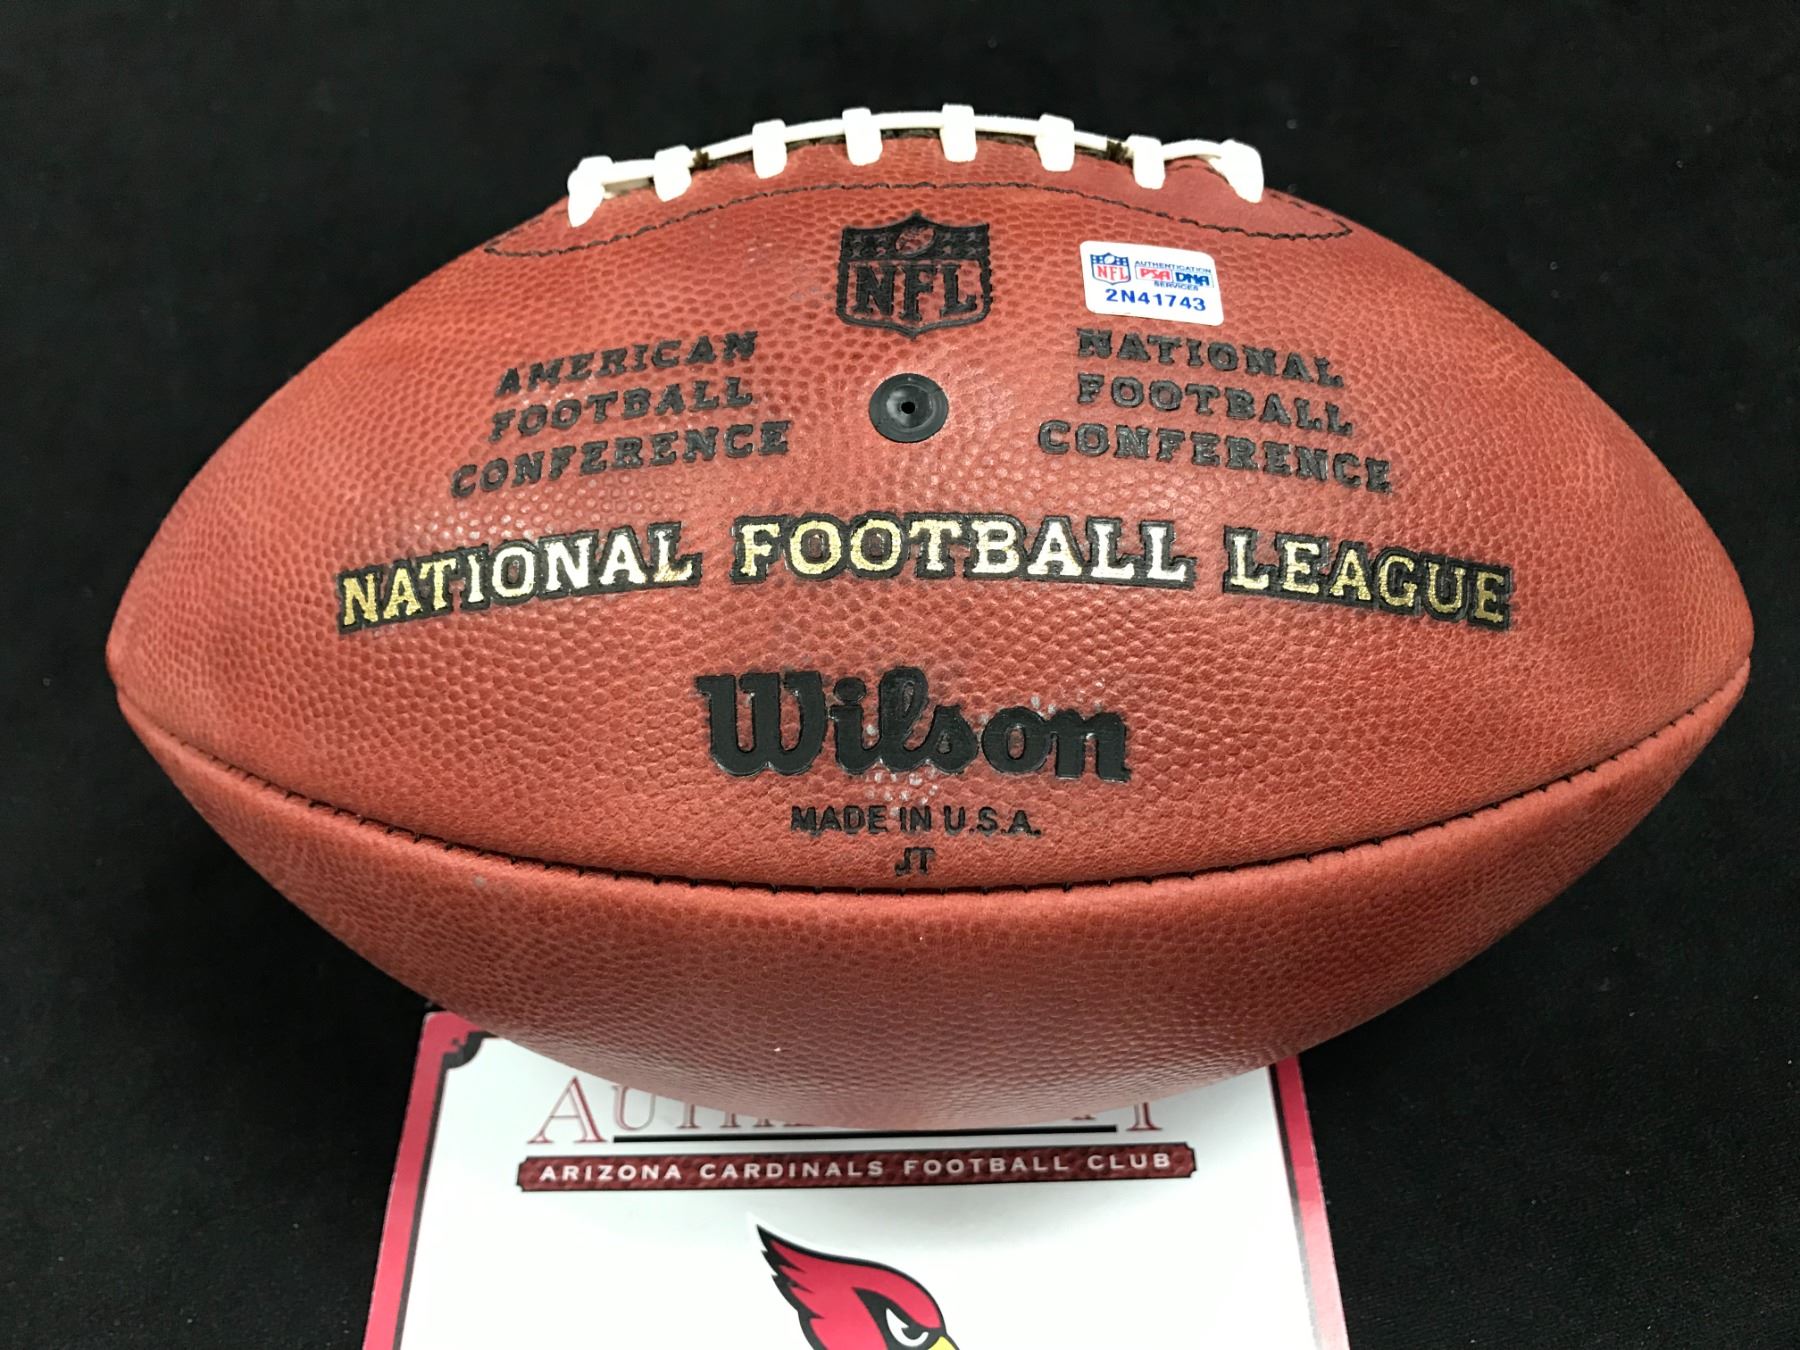 NFL
NFL AUTHENTICATION
PSA DNA
SERVICES
2N41743
AMERICAN
FOOTBALL
CONFERENCE
NATIONAL
FOOTBALL
CONFERENCE
NATIONAL FOOTBALL LEAGUE
Wilson
MADE IN U.S.A.
JT
ARIZONA CARDINALS FOOTBALL CLUB